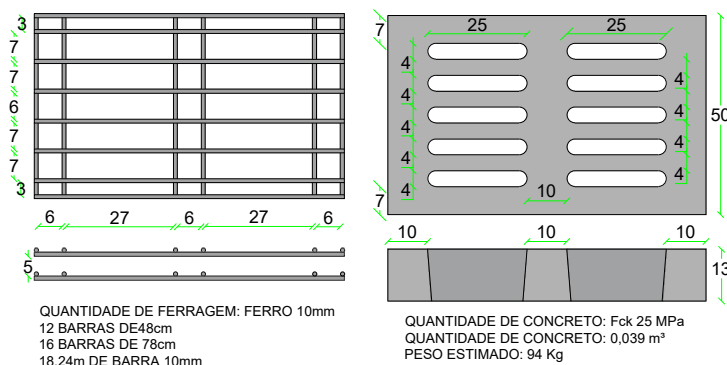 3
7
7
6
7
7
3
6 27 6 27 6
5
QUANTIDADE DE FERRAGEM: FERRO 10mm
12 BARRAS DE48cm
16 BARRAS DE 78cm
18,24m DE BARRA 10mm
7
25 25
4
4
4
4
4
4
4
4
4
50
10
7
10 10 10
13
QUANTIDADE DE CONCRETO: Fck 25 MPa
QUANTIDADE DE CONCRETO: 0,039 m³
PESO ESTIMADO: 94 Kg